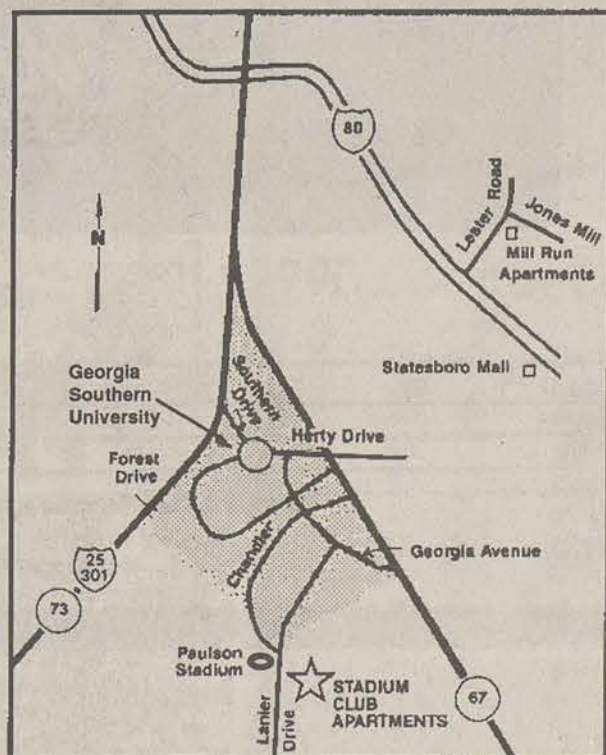 80
Lester Road
Jones Mill
Mill Run
Apartments
N
Statesboro Mall
Georgia
Southern
University
Southern
Drive
Herty Drive
Forest
Drive
Chandler
Georgia Avenue
25
301
73
Paulson
Stadium
STADIUM
CLUB
APARTMENTS
67
Lanier
Drive